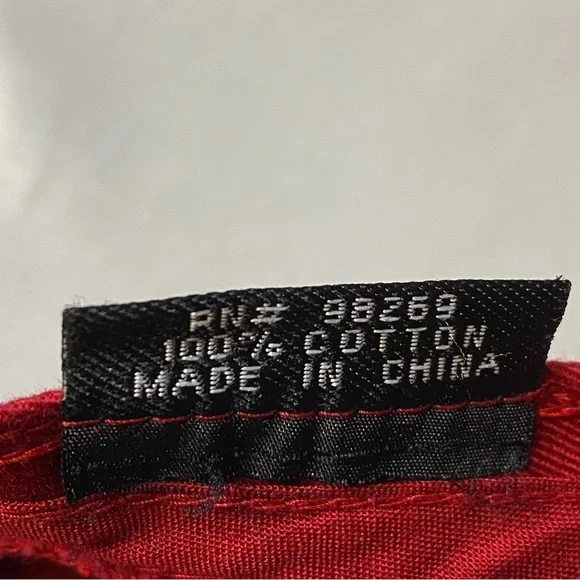 RN# 98269
100% COTTON
MADE IN CHINA